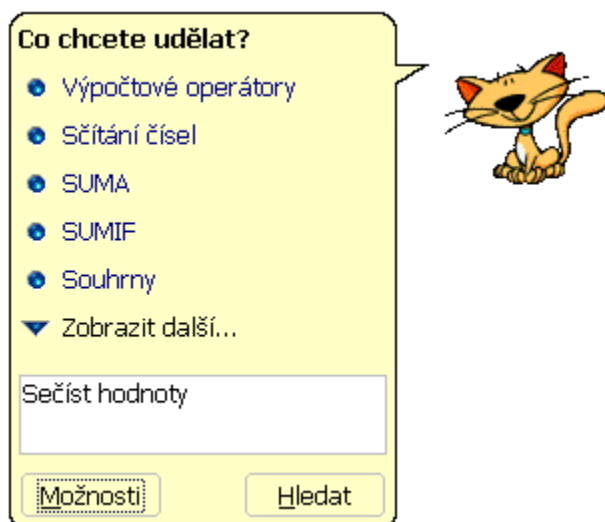 Co chcete udělat?
Výpočtové operátory
Sčítání čísel
SUMA
SUMIF
Souhrny
Zobrazit další...
Sečíst hodnoty
Možnosti
Hledat